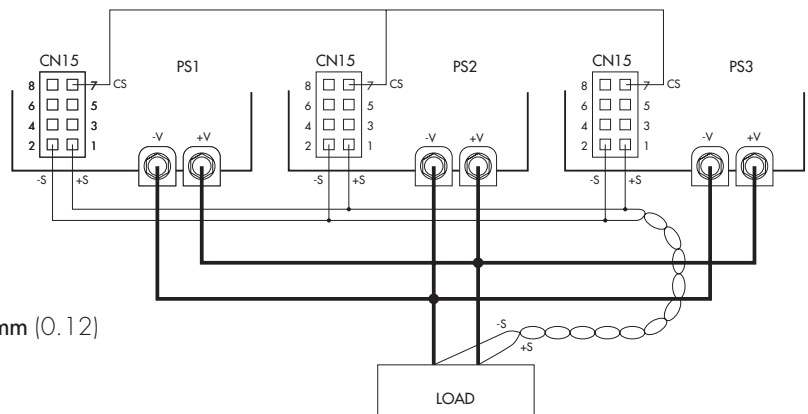 CN15 PS1 CN15 PS2 CN15 PS3
8 7 CS 8 7 CS 8 7 CS
6 5 6 5 6 5
4 3 4 3 4 3
2 1 2 1 2 1
-V +V -V +V -V +V
-S +S -S +S -S +S
mm (0.12)
-S
+S
LOAD